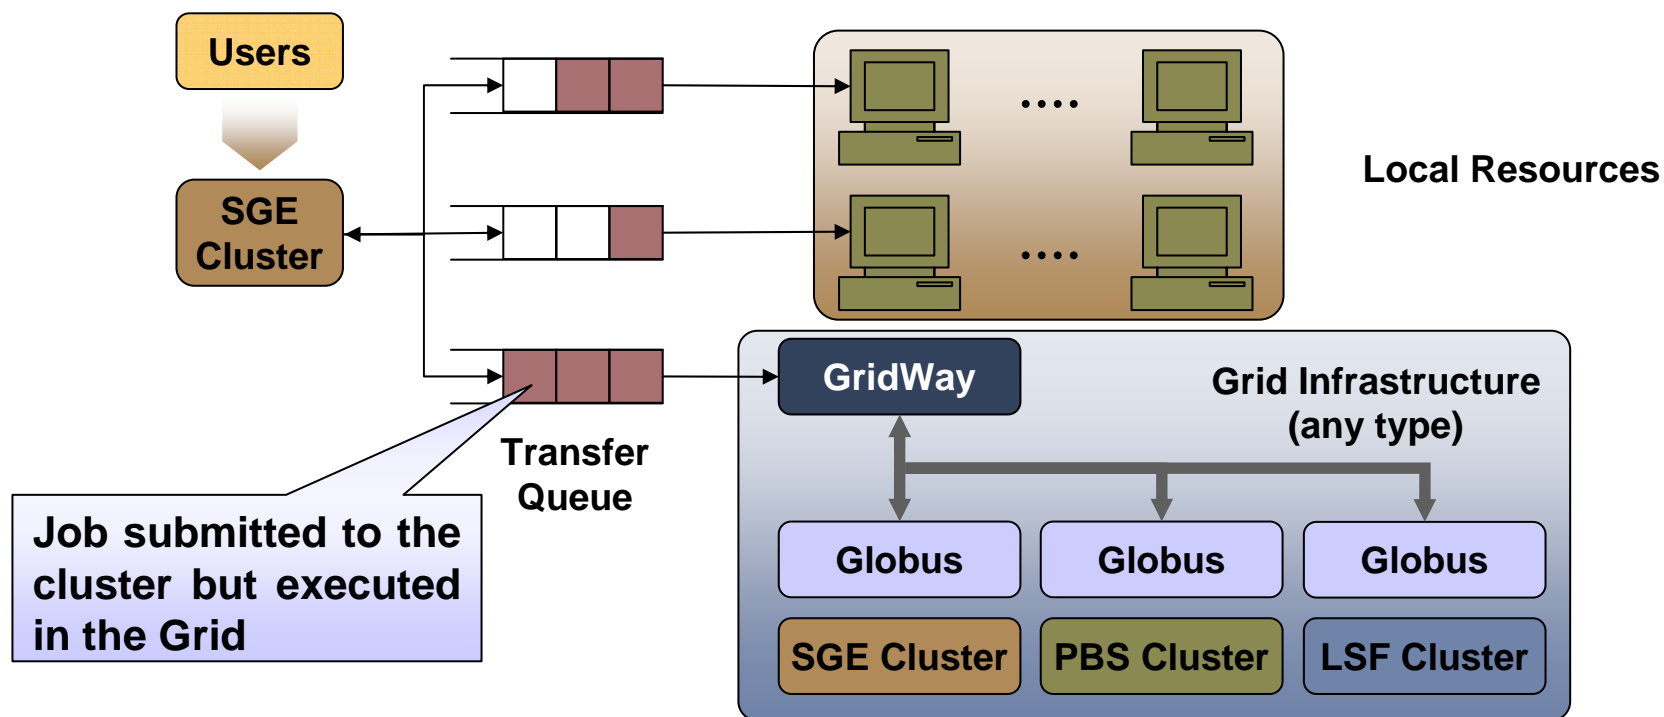 Users
....
SGE
Cluster
Local Resources
....
GridWay
Grid Infrastructure
(any type)
Transfer
Queue
Job submitted to the
cluster but executed
in the Grid
Globus
Globus
Globus
SGE Cluster
PBS Cluster
LSF Cluster